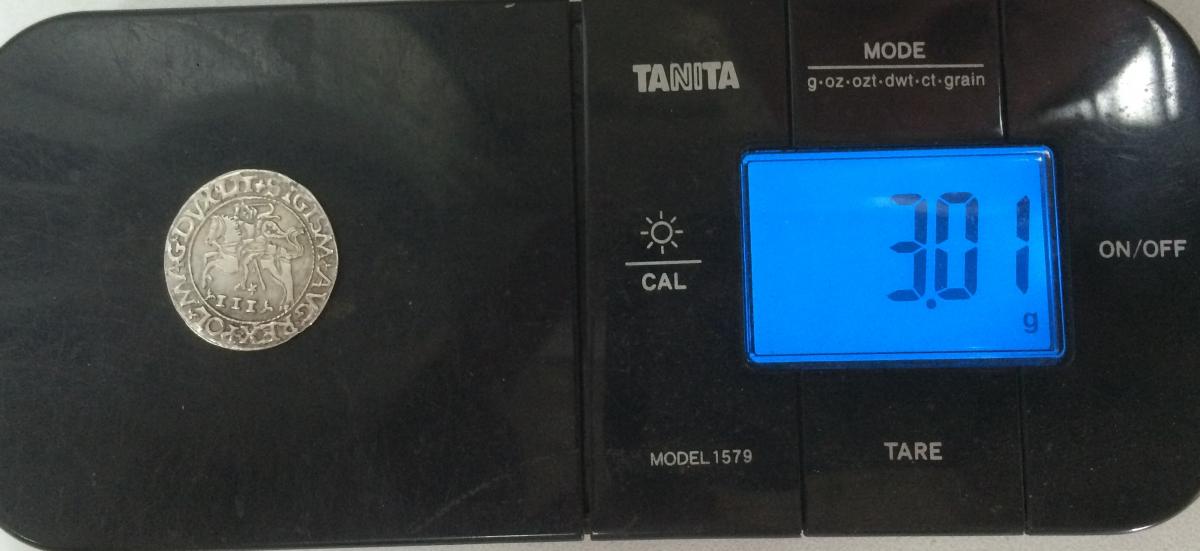 +SIGISM·AVG·REX·POL·MAG·DVX·LI
III
TANITA
MODE
g·oz·ozt·dwt·ct·grain
3.01
g
CAL
ON/OFF
MODEL 1579
TARE